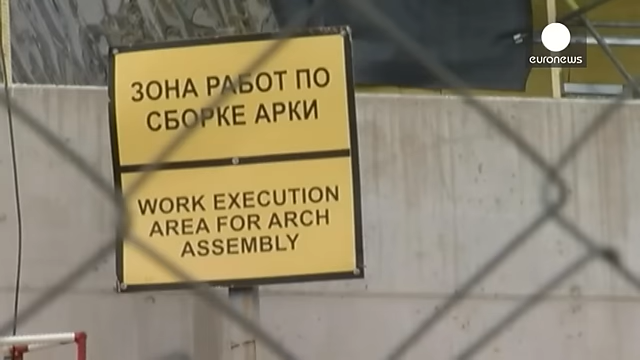 euronews
ЗОНА РАБОТ ПО
СБОРКЕ АРКИ
WORK EXECUTION
AREA FOR ARCH
ASSEMBLY